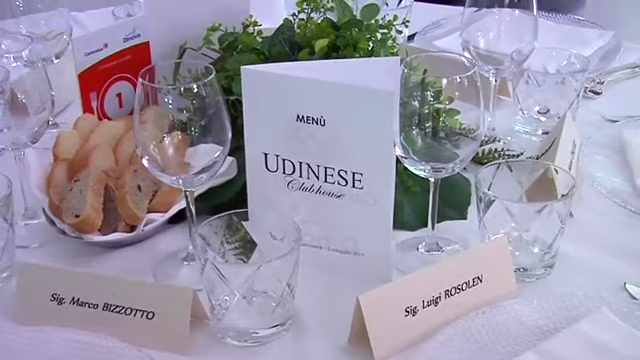 1
MENÙ
UDINESE
Clubhouse
Sig. Marco BIZZOTTO
Sig. Luigi ROSOLEN